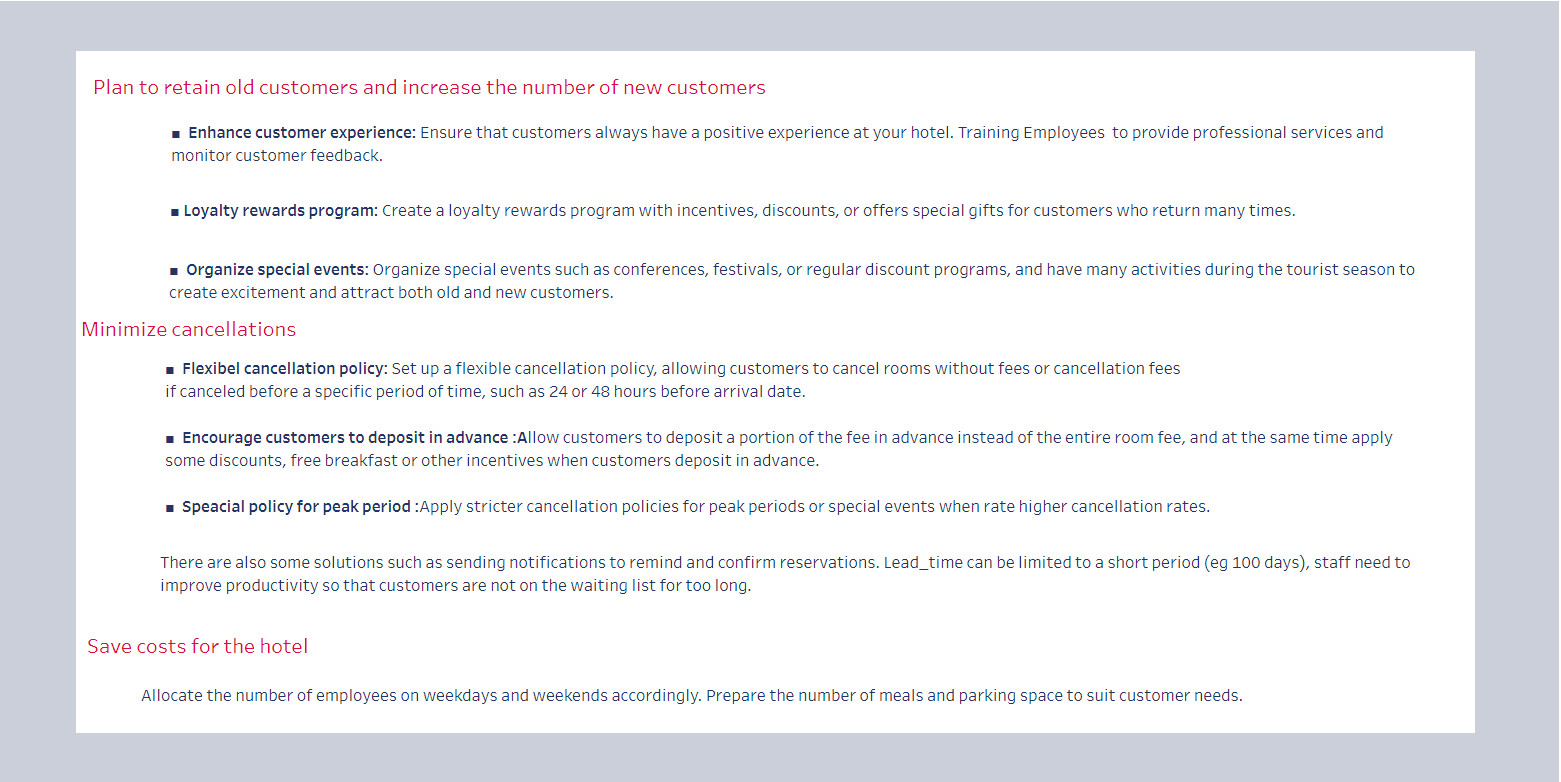 Plan to retain old customers and increase the number of new customers
▪ Enhance customer experience: Ensure that customers always have a positive experience at your hotel. Training Employees  to provide professional services and
monitor customer feedback.
▪ Loyalty rewards program: Create a loyalty rewards program with incentives, discounts, or offers special gifts for customers who return many times.
▪ Organize special events: Organize special events such as conferences, festivals, or regular discount programs, and have many activities during the tourist season to
create excitement and attract both old and new customers.
Minimize cancellations
▪ Flexibel cancellation policy: Set up a flexible cancellation policy, allowing customers to cancel rooms without fees or cancellation fees
if canceled before a specific period of time, such as 24 or 48 hours before arrival date.
▪ Encourage customers to deposit in advance :Allow customers to deposit a portion of the fee in advance instead of the entire room fee, and at the same time apply
some discounts, free breakfast or other incentives when customers deposit in advance.
▪ Speacial policy for peak period :Apply stricter cancellation policies for peak periods or special events when rate higher cancellation rates.
There are also some solutions such as sending notifications to remind and confirm reservations. Lead_time can be limited to a short period (eg 100 days), staff need to
improve productivity so that customers are not on the waiting list for too long.
Save costs for the hotel
Allocate the number of employees on weekdays and weekends accordingly. Prepare the number of meals and parking space to suit customer needs.